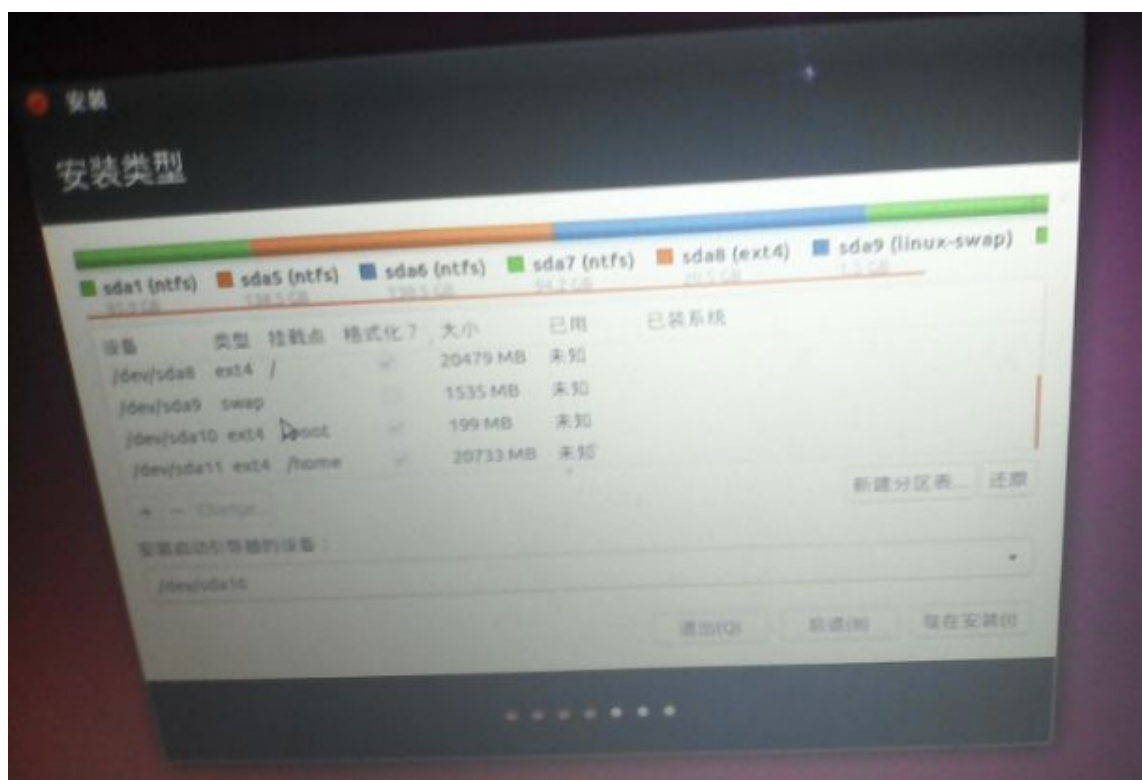 安装
安装类型
sda1 (ntfs) sda5 (ntfs) sda6 (ntfs) sda7 (ntfs) sda8 (ext4) sda9 (linux-swap)
设备 类型 挂载点 格式化？ 大小 已用 已装系统
/dev/sda8 ext4 / 20479 MB 未知
/dev/sda9 swap 1535 MB 未知
/dev/sda10 ext4 199 MB 未知
/dev/sda11 ext4 /home 20733 MB 未知
新建分区表... 还原
+ - Change...
安装启动引导器的设备：
/dev/sda10
退出(Q) 后退(B) 现在安装(I)